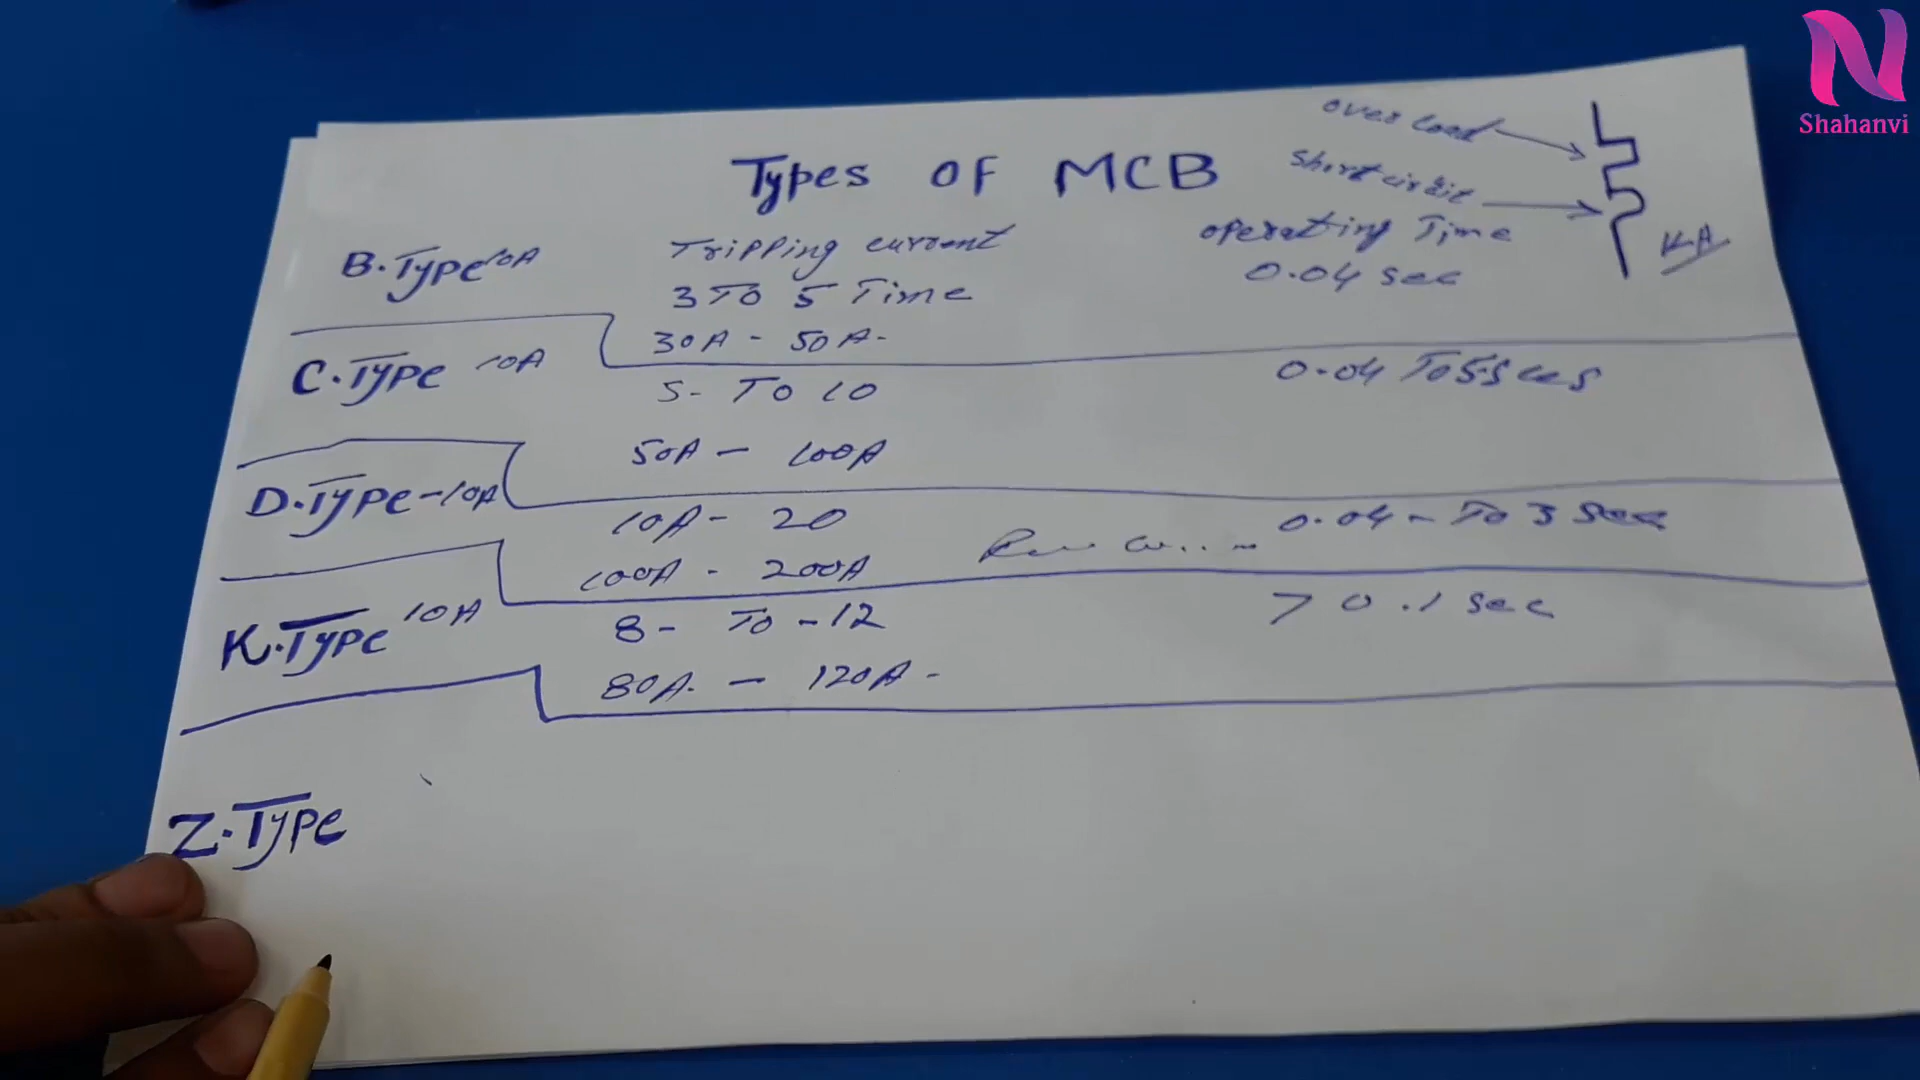 Shahanvi
over load
Types OF MCB
Short circuit
Tripping current
operating Time
KA
B.Type 10A
3 To 5 Time
0.04 sec
30A - 50A-
C.Type 10A
5- To 10
0.04 To 5 secs
50A - 100A
D.Type-10A
10A- 20
0.04 - To 3 Sec
100A - 200A
K.Type 10A
8- To -12
> 0.1 sec
80A. - 120A-
Z.Type